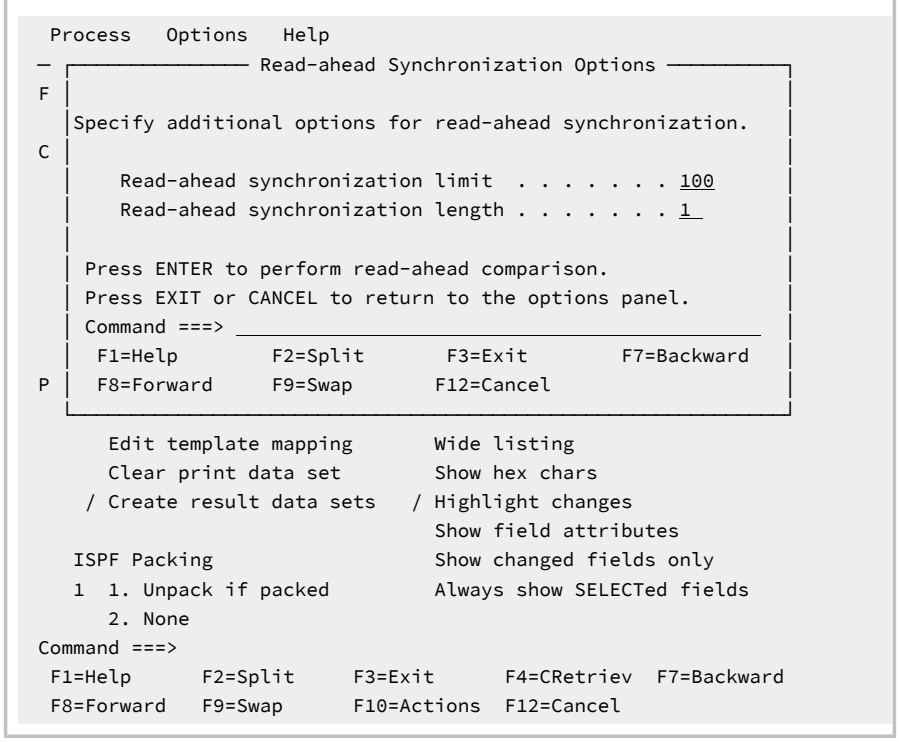 Process   Options   Help
Read-ahead Synchronization Options
F
Specify additional options for read-ahead synchronization.
C
Read-ahead synchronization limit  . . . . . . . 100
Read-ahead synchronization length . . . . . . . 1
Press ENTER to perform read-ahead comparison.
Press EXIT or CANCEL to return to the options panel.
Command ===>
F1=Help        F2=Split       F3=Exit        F7=Backward
P   F8=Forward     F9=Swap       F12=Cancel
Edit template mapping       Wide listing
Clear print data set        Show hex chars
/ Create result data sets   / Highlight changes
Show field attributes
ISPF Packing                   Show changed fields only
1  1. Unpack if packed         Always show SELECTed fields
2. None
Command ===>
F1=Help      F2=Split     F3=Exit      F4=CRetriev  F7=Backward
F8=Forward   F9=Swap      F10=Actions  F12=Cancel